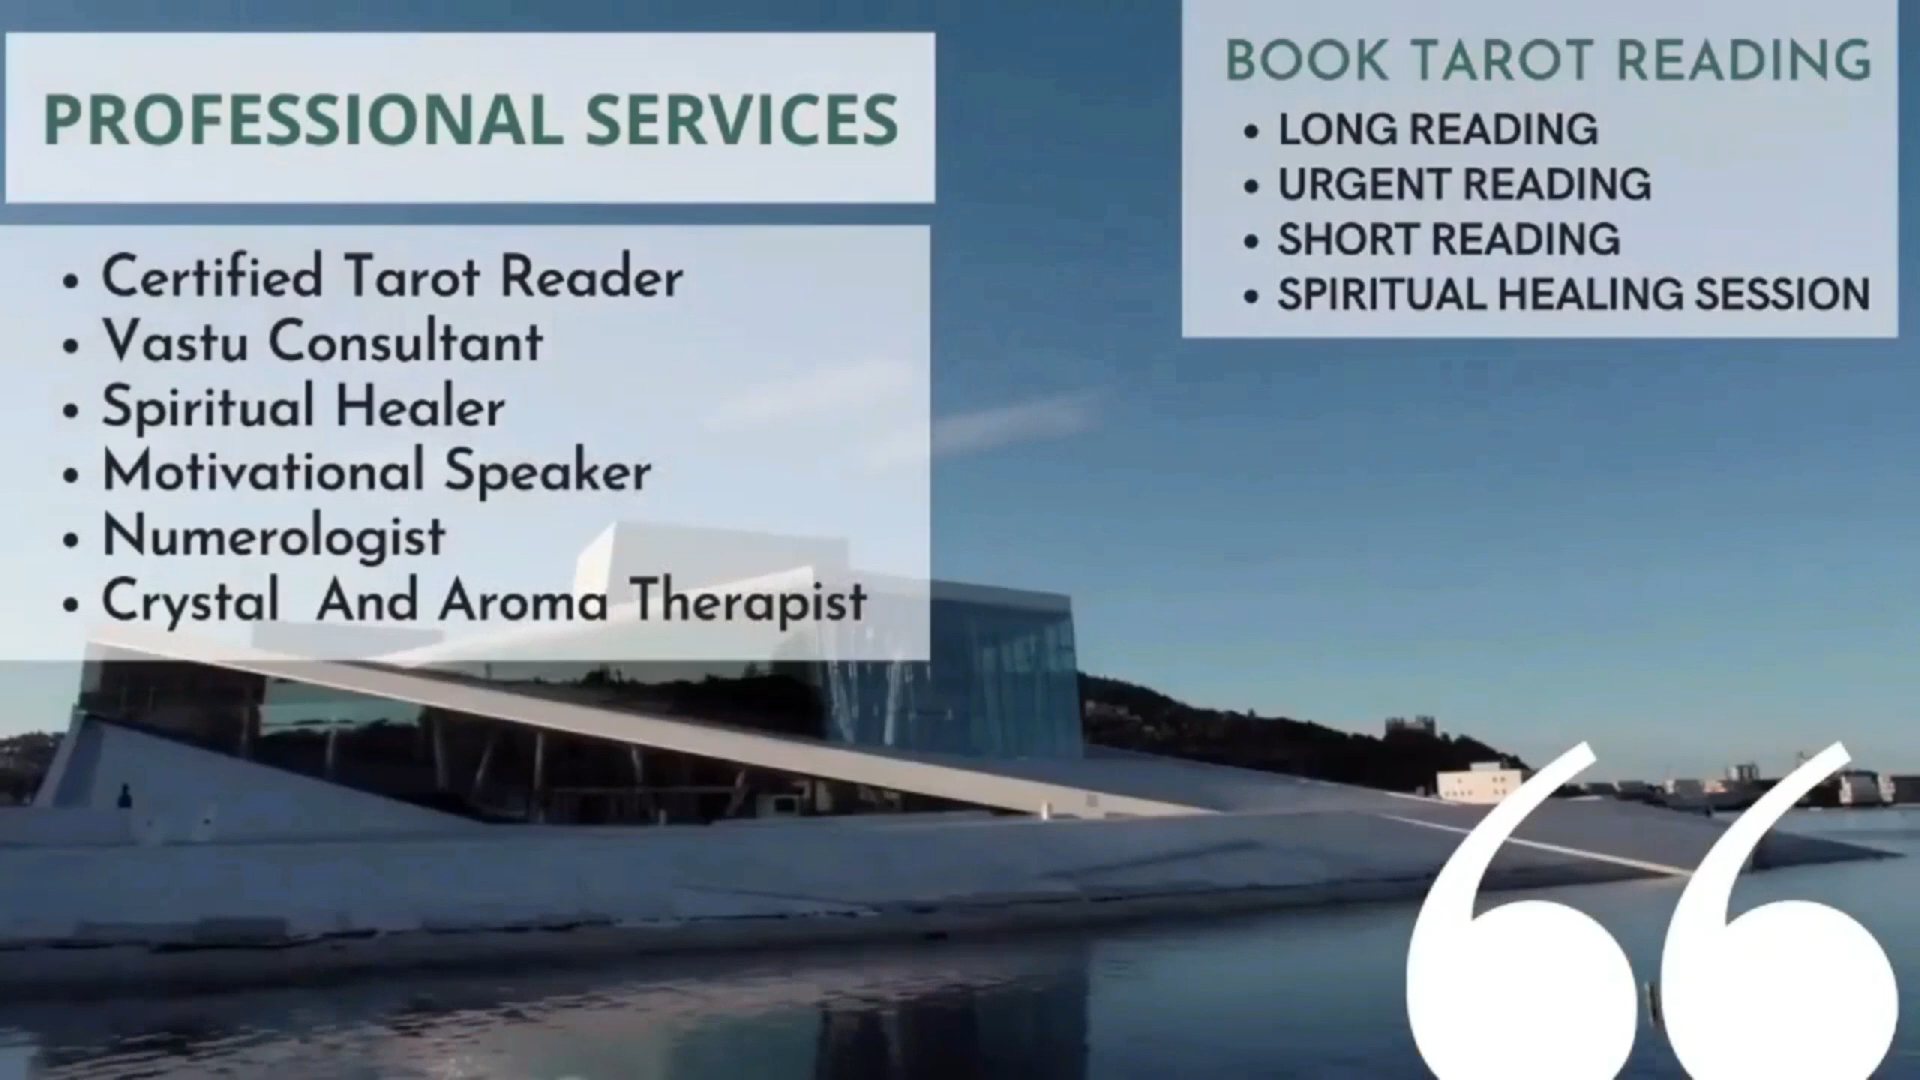 PROFESSIONAL SERVICES
• Certified Tarot Reader
• Vastu Consultant
• Spiritual Healer
• Motivational Speaker
• Numerologist
• Crystal  And Aroma Therapist
BOOK TAROT READING
• LONG READING
• URGENT READING
• SHORT READING
• SPIRITUAL HEALING SESSION